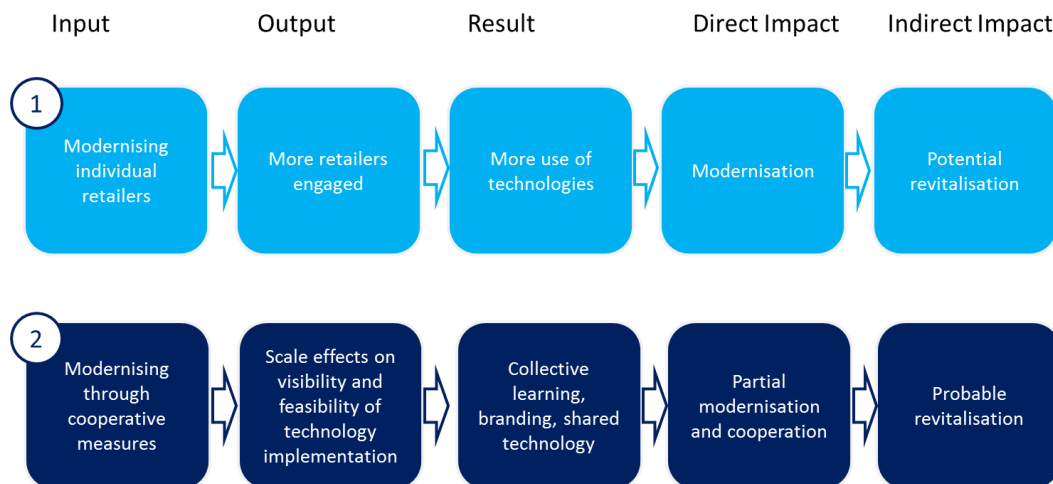 Input
Output
Result
Direct Impact
Indirect Impact
1
Modernising
individual
retailers
More retailers
engaged
More use of
technologies
Modernisation
Potential
revitalisation
2
Modernising
through
cooperative
measures
Scale effects on
visibility and
feasibility of
technology
implementation
Collective
learning,
branding, shared
technology
Partial
modernisation
and cooperation
Probable
revitalisation